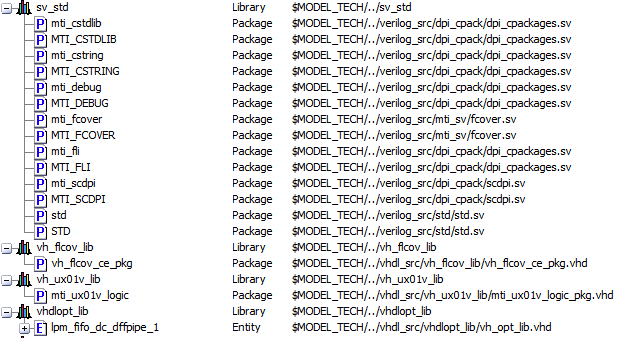 sv_std Library $MODEL_TECH/../sv_std
P mti_cstdlib Package $MODEL_TECH/../verilog_src/dpi_cpack/dpi_cpackages.sv
P MTI_CSTDLIB Package $MODEL_TECH/../verilog_src/dpi_cpack/dpi_cpackages.sv
P mti_cstring Package $MODEL_TECH/../verilog_src/dpi_cpack/dpi_cpackages.sv
P MTI_CSTRING Package $MODEL_TECH/../verilog_src/dpi_cpack/dpi_cpackages.sv
P mti_debug Package $MODEL_TECH/../verilog_src/dpi_cpack/dpi_cpackages.sv
P MTI_DEBUG Package $MODEL_TECH/../verilog_src/dpi_cpack/dpi_cpackages.sv
P mti_fcover Package $MODEL_TECH/../verilog_src/mti_sv/fcover.sv
P MTI_FCOVER Package $MODEL_TECH/../verilog_src/mti_sv/fcover.sv
P mti_fli Package $MODEL_TECH/../verilog_src/dpi_cpack/dpi_cpackages.sv
P MTI_FLI Package $MODEL_TECH/../verilog_src/dpi_cpack/dpi_cpackages.sv
P mti_scdpi Package $MODEL_TECH/../verilog_src/dpi_cpack/scdpi.sv
P MTI_SCDPI Package $MODEL_TECH/../verilog_src/dpi_cpack/scdpi.sv
P std Package $MODEL_TECH/../verilog_src/std/std.sv
P STD Package $MODEL_TECH/../verilog_src/std/std.sv
vh_flcov_lib Library $MODEL_TECH/../vh_flcov_lib
P vh_flcov_ce_pkg Package $MODEL_TECH/../vhdl_src/vh_flcov_lib/vh_flcov_ce_pkg.vhd
vh_ux01v_lib Library $MODEL_TECH/../vh_ux01v_lib
P mti_ux01v_logic Package $MODEL_TECH/../vhdl_src/vh_ux01v_lib/mti_ux01v_logic_pkg.vhd
vhdlopt_lib Library $MODEL_TECH/../vhdlopt_lib
E lpm_fifo_dc_dffpipe_1 Entity $MODEL_TECH/../vhdl_src/vhdlopt_lib/vh_opt_lib.vhd